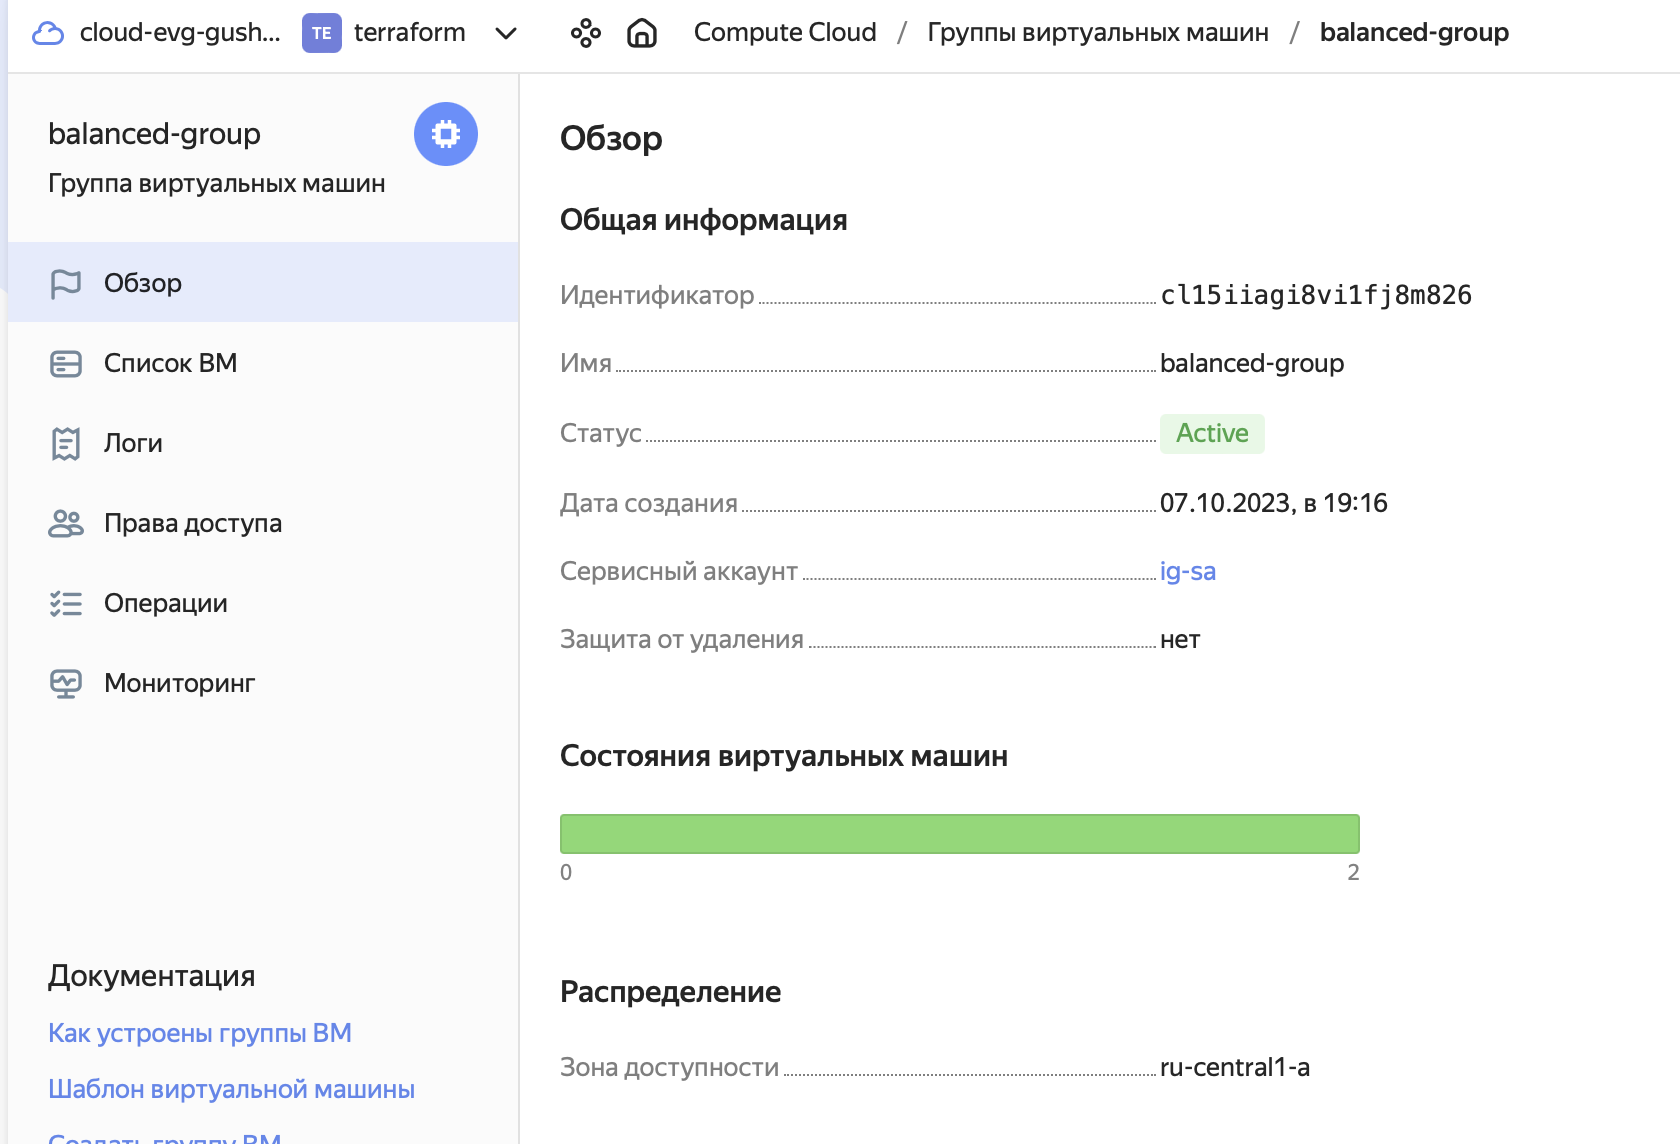 cloud-evg-gush...
TE
terraform
Compute Cloud / Группы виртуальных машин / balanced-group
balanced-group
Группа виртуальных машин
Обзор
Список ВМ
Логи
Права доступа
Операции
Мониторинг
Документация
Как устроены группы ВМ
Шаблон виртуальной машины
Создать группу ВМ
Обзор
Общая информация
Идентификатор cl15iiagi8vi1fj8m826
Имя balanced-group
Статус Active
Дата создания 07.10.2023, в 19:16
Сервисный аккаунт ig-sa
Защита от удаления нет
Состояния виртуальных машин
0 2
Распределение
Зона доступности ru-central1-a